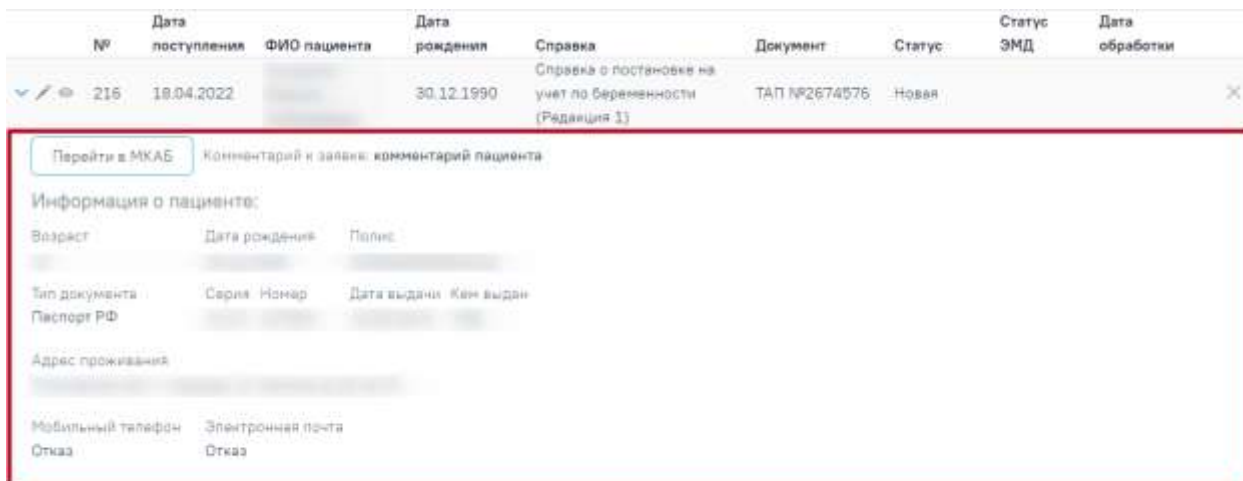 № Дата поступления ФИО пациента Дата рождения Справка Документ Статус Статус ЭМД Дата обработки
216 18.04.2022 30.12.1990 Справка о постановке на учет по беременности (Редакция 1) ТАП №2674576 Новая
Перейти в МКАБ Комментарий к заявке: комментарий пациента
Информация о пациенте:
Возраст Дата рождения Полис
Тип документа Серия Номер Дата выдачи Кем выдан
Паспорт РФ
Адрес проживания
Мобильный телефон Электронная почта
Отказ Отказ